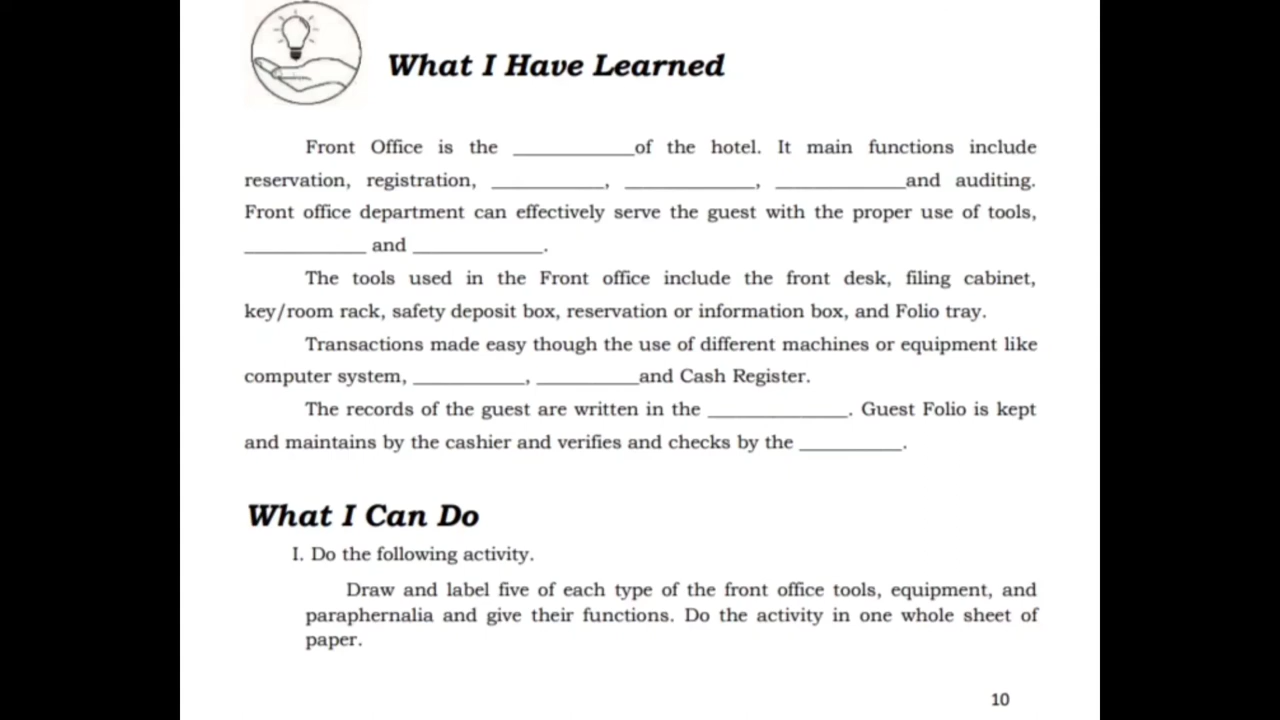 What I Have Learned
Front Office is the ____________of the hotel. It main functions include
reservation, registration, ___________, _____________, _____________and auditing.
Front office department can effectively serve the guest with the proper use of tools,
____________ and _____________.
The tools used in the Front office include the front desk, filing cabinet,
key/room rack, safety deposit box, reservation or information box, and Folio tray.
Transactions made easy though the use of different machines or equipment like
computer system, ___________, __________and Cash Register.
The records of the guest are written in the ______________. Guest Folio is kept
and maintains by the cashier and verifies and checks by the __________.
What I Can Do
I. Do the following activity.
Draw and label five of each type of the front office tools, equipment, and
paraphernalia and give their functions. Do the activity in one whole sheet of
paper.
10